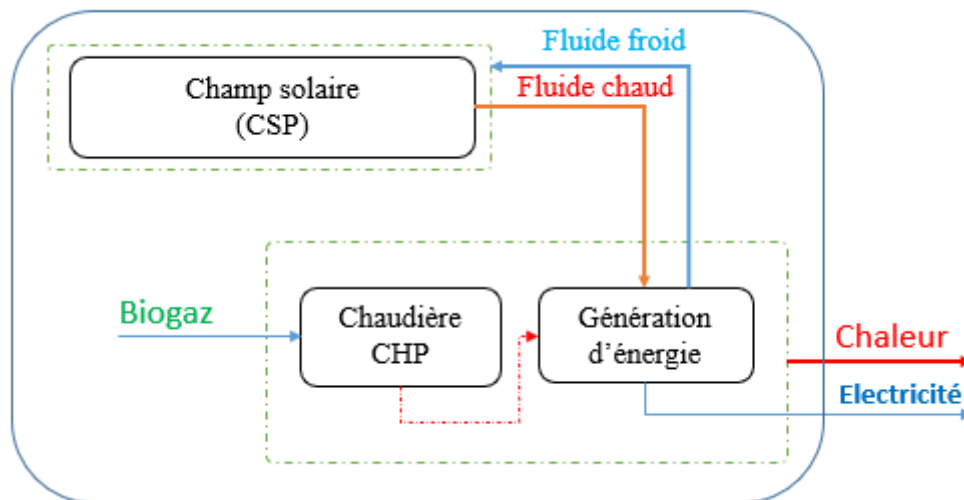 Fluide froid
Champ solaire
(CSP)
Fluide chaud
Biogaz
Chaudière
CHP
Génération
d'énergie
Chaleur
Electricité